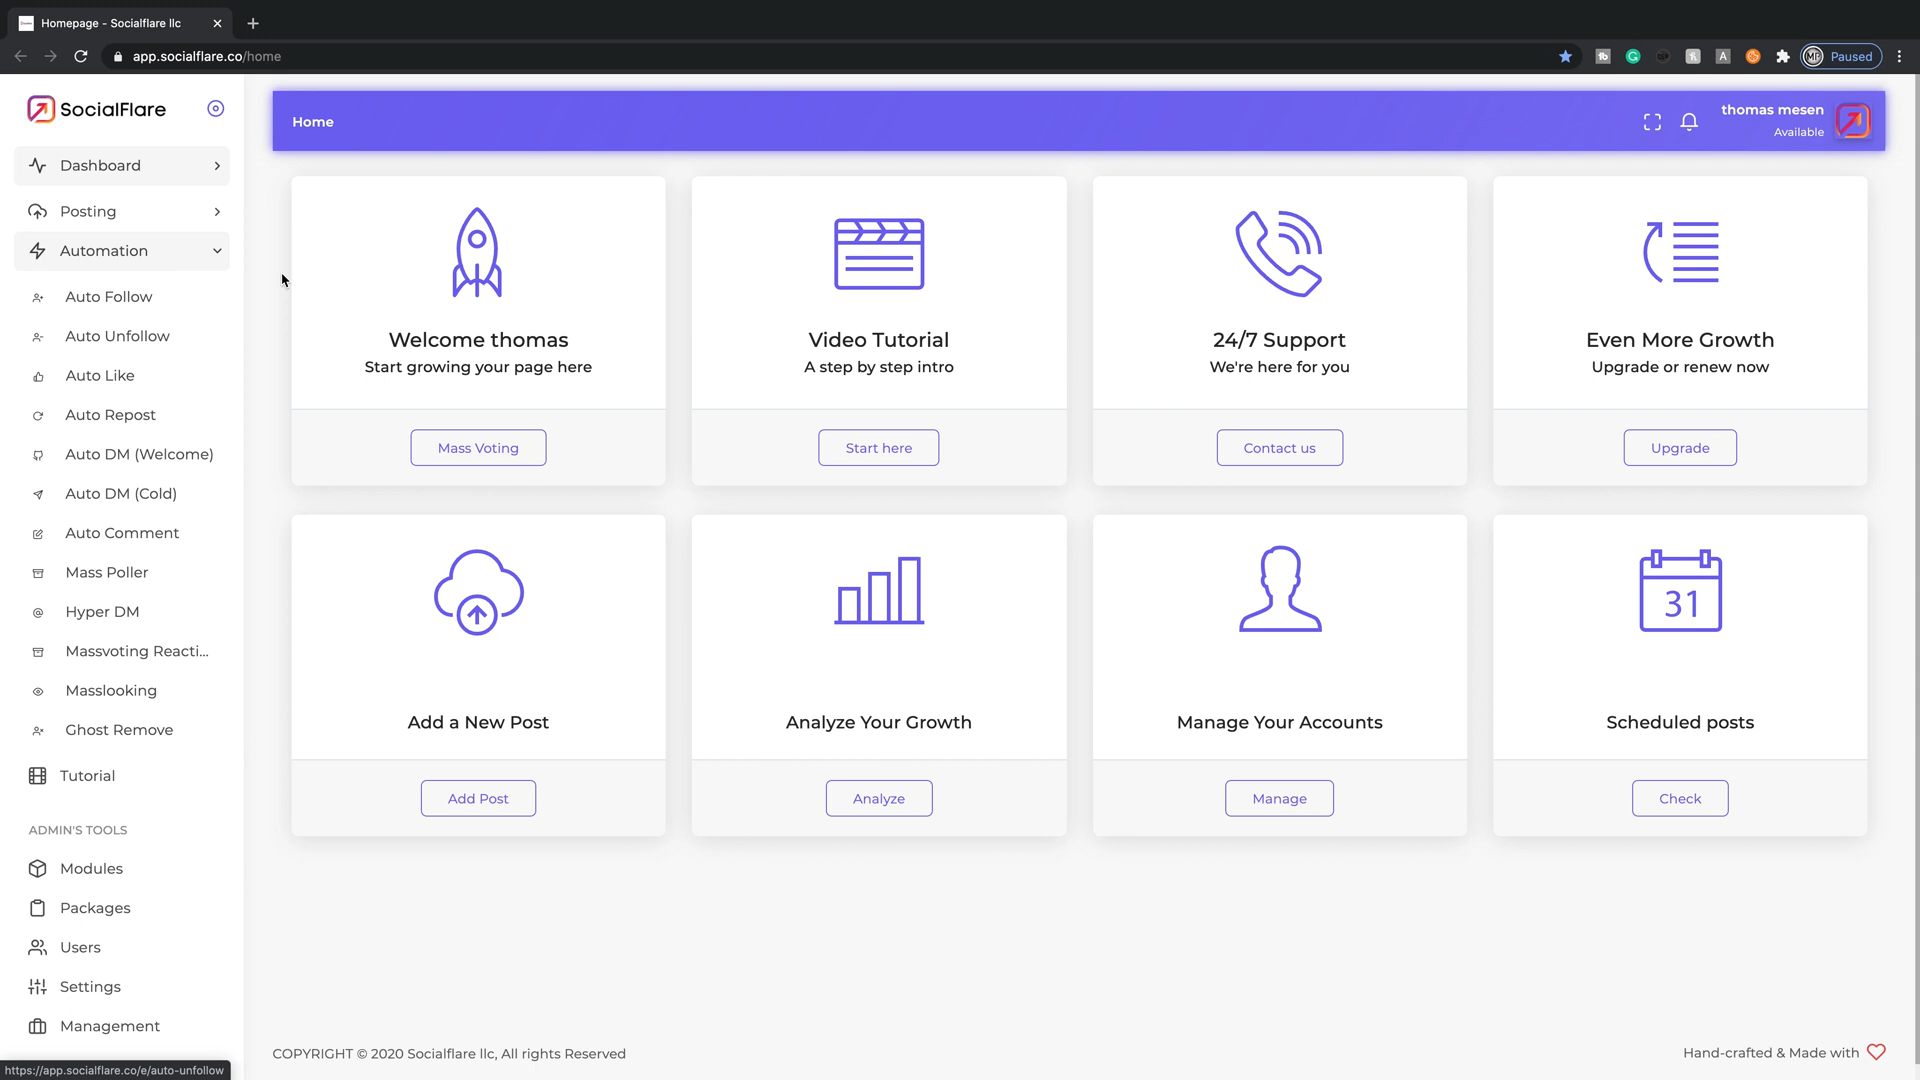 Homepage - Socialflare llc
app.socialflare.co/home
Paused
SocialFlare
Dashboard
Posting
Automation
Auto Follow
Auto Unfollow
Auto Like
Auto Repost
Auto DM (Welcome)
Auto DM (Cold)
Auto Comment
Mass Poller
Hyper DM
Massvoting Reacti...
Masslooking
Ghost Remove
Tutorial
ADMIN'S TOOLS
Modules
Packages
Users
Settings
Management
https://app.socialflare.co/e/auto-unfollow
Home
thomas mesen
Available
Welcome thomas
Start growing your page here
Mass Voting
Video Tutorial
A step by step intro
Start here
24/7 Support
We're here for you
Contact us
Even More Growth
Upgrade or renew now
Upgrade
Add a New Post
Add Post
Analyze Your Growth
Analyze
Manage Your Accounts
Manage
31
Scheduled posts
Check
COPYRIGHT © 2020 Socialflare llc, All rights Reserved
Hand-crafted & Made with